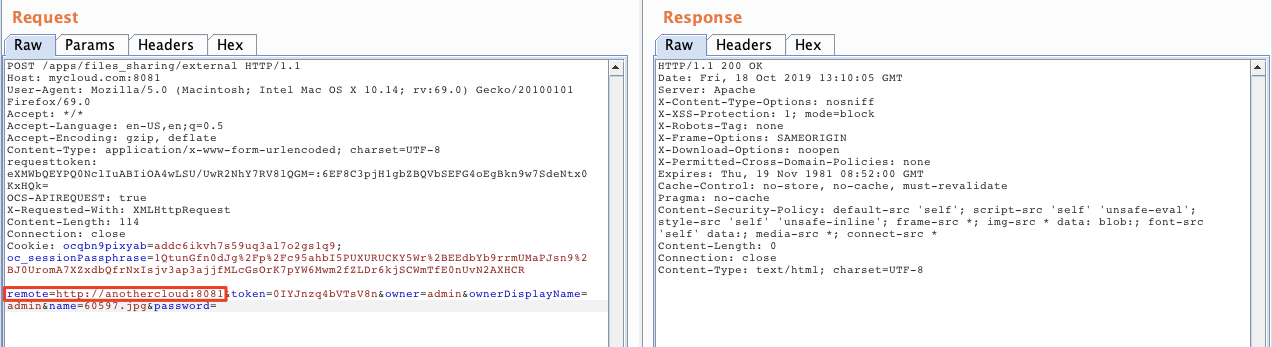 Request
Raw Params Headers Hex
POST /apps/files_sharing/external HTTP/1.1
Host: mycloud.com:8081
User-Agent: Mozilla/5.0 (Macintosh; Intel Mac OS X 10.14; rv:69.0) Gecko/20100101
Firefox/69.0
Accept: */*
Accept-Language: en-US,en;q=0.5
Accept-Encoding: gzip, deflate
Content-Type: application/x-www-form-urlencoded; charset=UTF-8
requesttoken:
eXMWbQEYPQ0NclIuABIiOA4wLSU/UwR2NhY7RV8lQGM=:6EF8C3pjH1gbZBQVbSEFG4oEgBkn9w7SdeNtx0
KxHQk=
OCS-APIREQUEST: true
X-Requested-With: XMLHttpRequest
Content-Length: 114
Connection: close
Cookie: ocqbn9pixyab=addc6ikvh7s59uq3al7o2gs1q9;
oc_sessionPassphrase=1QtunGfn0dJg%2Fp%2Fc95ahbI5PUXURUCKY5Wr%2BEEdbYb9rrmUMaPJsn9%2
BJ0UromA7XZxdbQfrNxIsjv3ap3ajjfMLcGsOrK7pYW6Mwm2fZLDr6kjSCWmTfE0nUvN2AXHCR
remote=http://anothercloud:8081&token=0IYJnzq4bVTsV8n&owner=admin&ownerDisplayName=
admin&name=60597.jpg&password=
Response
Raw Headers Hex
HTTP/1.1 200 OK
Date: Fri, 18 Oct 2019 13:10:05 GMT
Server: Apache
X-Content-Type-Options: nosniff
X-XSS-Protection: 1; mode=block
X-Robots-Tag: none
X-Frame-Options: SAMEORIGIN
X-Download-Options: noopen
X-Permitted-Cross-Domain-Policies: none
Expires: Thu, 19 Nov 1981 08:52:00 GMT
Cache-Control: no-store, no-cache, must-revalidate
Pragma: no-cache
Content-Security-Policy: default-src 'self'; script-src 'self' 'unsafe-eval';
style-src 'self' 'unsafe-inline'; frame-src *; img-src * data: blob:; font-src
'self' data:; media-src *; connect-src *
Content-Length: 0
Connection: close
Content-Type: text/html; charset=UTF-8